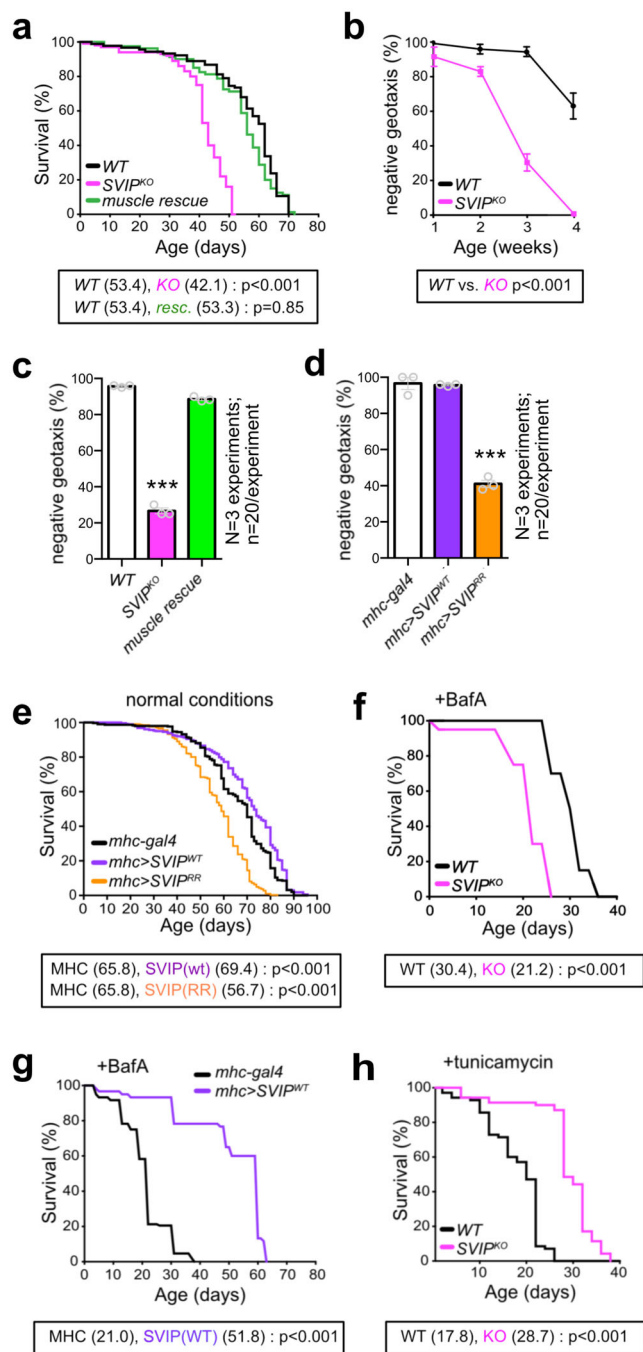 a
Survival (%)
100
80
60
40
20
0
WT
SVIPᴷᴼ
muscle rescue
0 10 20 30 40 50 60 70 80
Age (days)
WT (53.4), KO (42.1) : p<0.001
WT (53.4), resc. (53.3) : p=0.85
b
negative geotaxis (%)
100
80
60
40
20
0
WT
SVIPᴷᴼ
1 2 3 4
Age (weeks)
WT vs. KO p<0.001
c
negative geotaxis (%)
100
80
60
40
20
0
***
WT
SVIPᴷᴼ
muscle rescue
N=3 experiments;
n=20/experiment
d
negative geotaxis (%)
100
80
60
40
20
0
***
mhc-gal4
mhc>SVIPᵂᵀ
mhc>SVIPᴿᴿ
N=3 experiments;
n=20/experiment
e
normal conditions
Survival (%)
100
80
60
40
20
0
mhc-gal4
mhc>SVIPᵂᵀ
mhc>SVIPᴿᴿ
0 10 20 30 40 50 60 70 80 90 100
Age (days)
MHC (65.8), SVIP(wt) (69.4) : p<0.001
MHC (65.8), SVIP(RR) (56.7) : p<0.001
f
+BafA
Survival (%)
100
80
60
40
20
0
WT
SVIPᴷᴼ
0 10 20 30 40
Age (days)
WT (30.4), KO (21.2) : p<0.001
g
+BafA
Survival (%)
100
80
60
40
20
0
mhc-gal4
mhc>SVIPᵂᵀ
0 10 20 30 40 50 60 70 80
Age (days)
MHC (21.0), SVIP(WT) (51.8) : p<0.001
h
+tunicamycin
Survival (%)
100
80
60
40
20
0
WT
SVIPᴷᴼ
10 20 30 40
Age (days)
WT (17.8), KO (28.7) : p<0.001